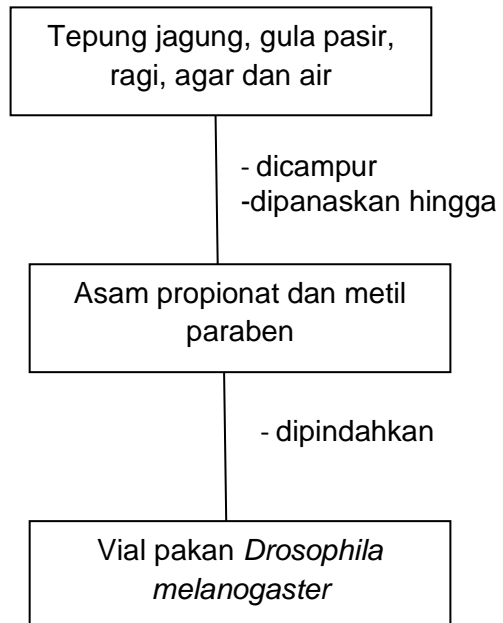 Tepung jagung, gula pasir,
ragi, agar dan air
- dicampur
-dipanaskan hingga
Asam propionat dan metil
paraben
- dipindahkan
Vial pakan Drosophila
melanogaster